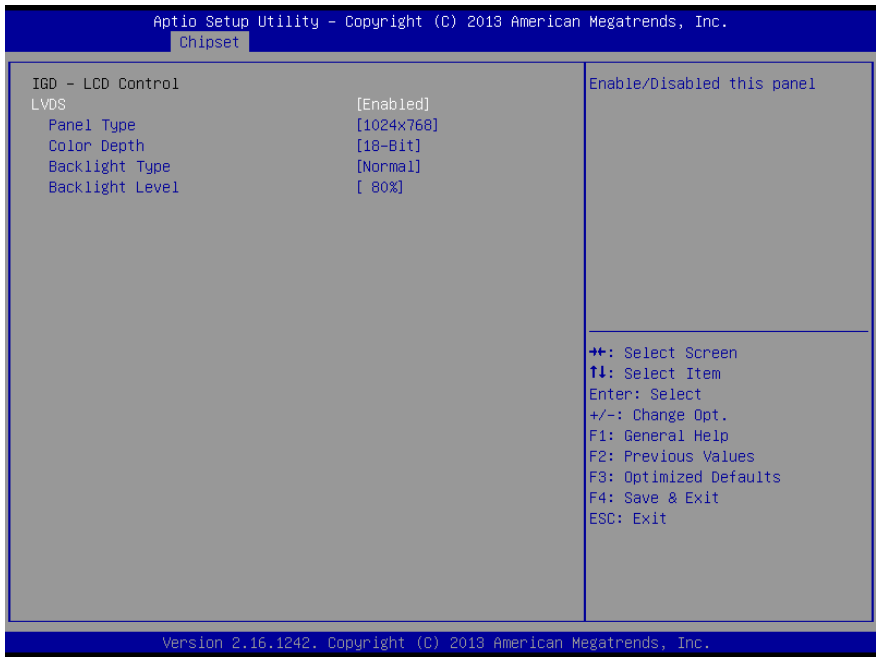 Aptio Setup Utility – Copyright (C) 2013 American Megatrends, Inc.
Chipset
IGD – LCD Control
LVDS [Enabled]
Panel Type [1024x768]
Color Depth [18-Bit]
Backlight Type [Normal]
Backlight Level [ 80%]
Enable/Disabled this panel
→←: Select Screen
↑↓: Select Item
Enter: Select
+/-: Change Opt.
F1: General Help
F2: Previous Values
F3: Optimized Defaults
F4: Save & Exit
ESC: Exit
Version 2.16.1242. Copyright (C) 2013 American Megatrends, Inc.